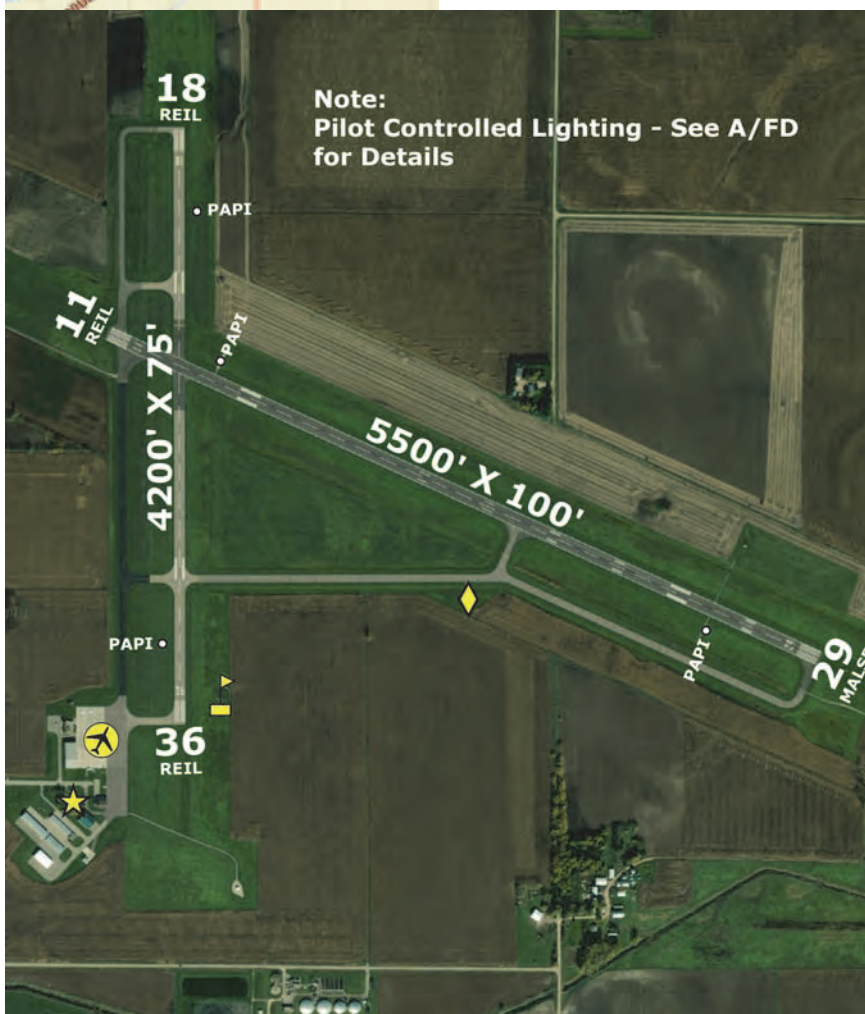 18
REIL
Note:
Pilot Controlled Lighting - See A/FD
for Details
PAPI
11
REIL
PAPI
4200' X 75'
5500' X 100'
PAPI
PAPI
29
36
REIL